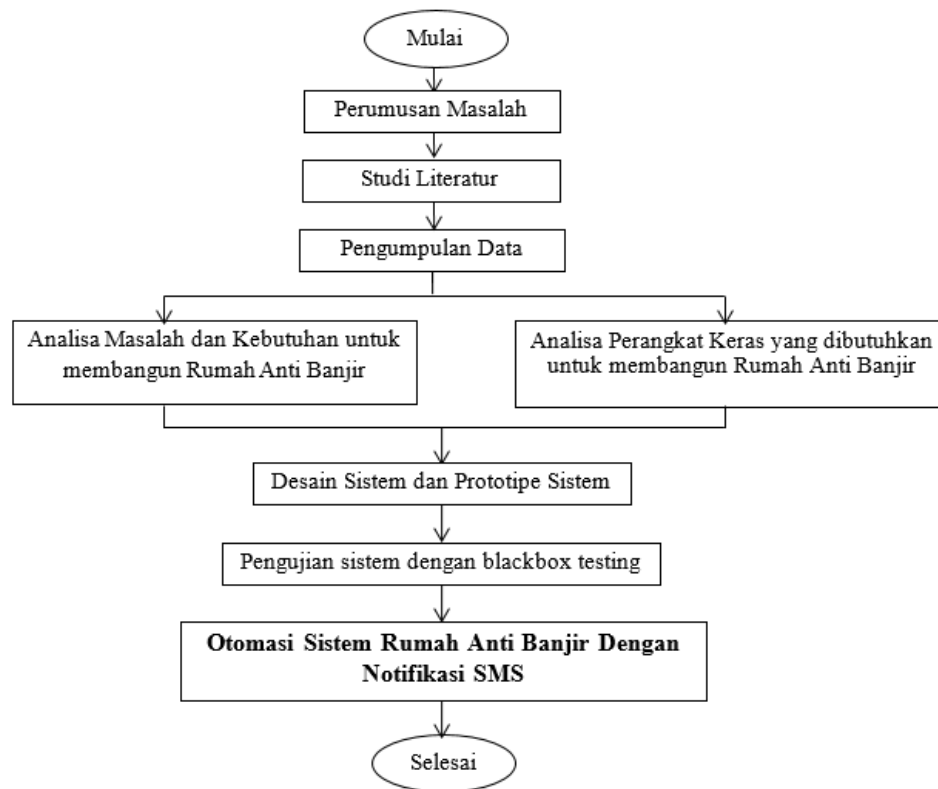 Mulai
Perumusan Masalah
Studi Literatur
Pengumpulan Data
Analisa Masalah dan Kebutuhan untuk
membangun Rumah Anti Banjir
Analisa Perangkat Keras yang dibutuhkan
untuk membangun Rumah Anti Banjir
Desain Sistem dan Prototipe Sistem
Pengujian sistem dengan blackbox testing
Otomasi Sistem Rumah Anti Banjir Dengan
Notifikasi SMS
Selesai